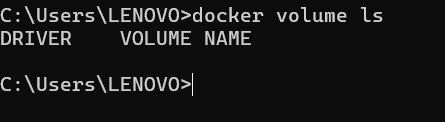 C:\Users\LENOVO>docker volume ls
DRIVER    VOLUME NAME
C:\Users\LENOVO>